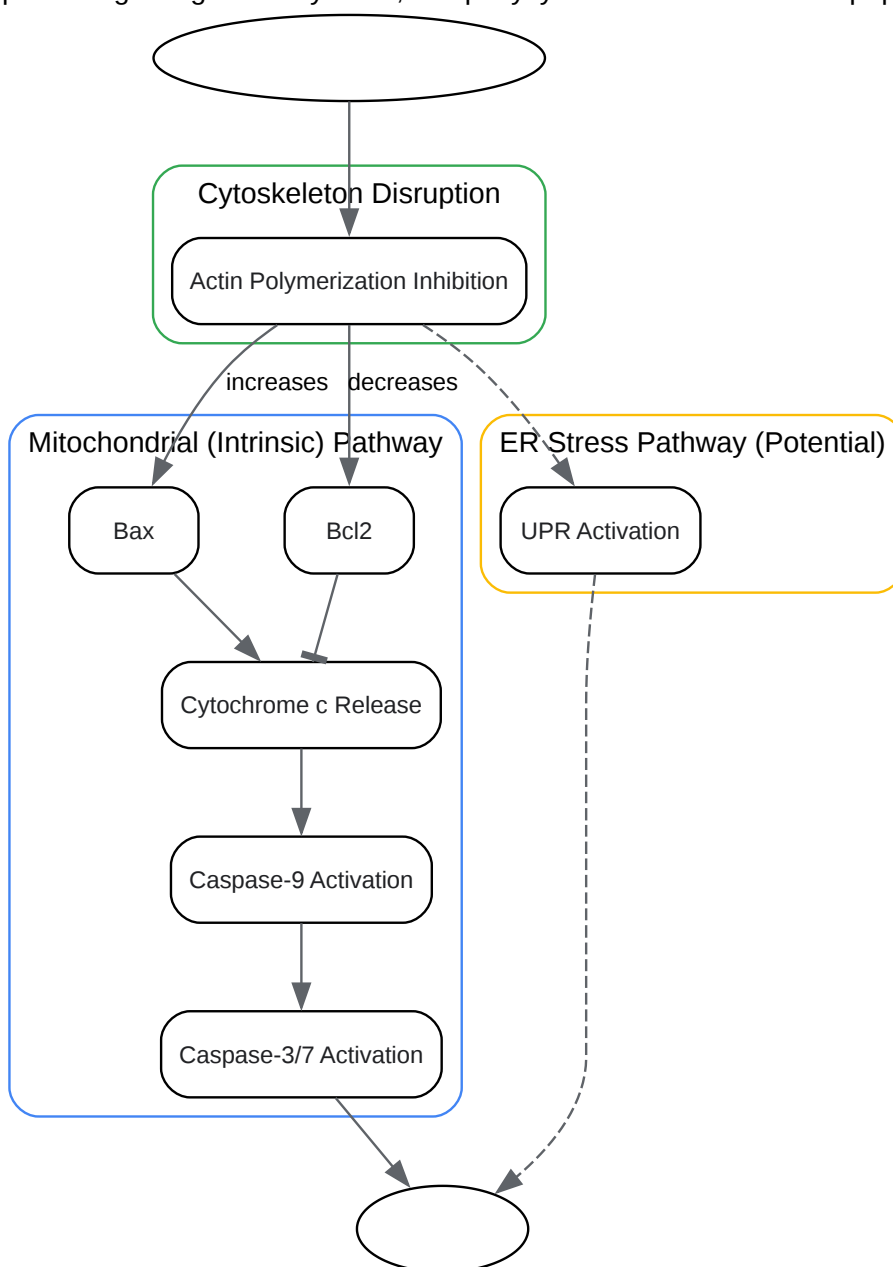 Cytoskeleton Disruption
Actin Polymerization Inhibition
increases decreases
Mitochondrial (Intrinsic) Pathway
ER Stress Pathway (Potential)
Bax
Bcl2
UPR Activation
Cytochrome c Release
Caspase-9 Activation
Caspase-3/7 Activation